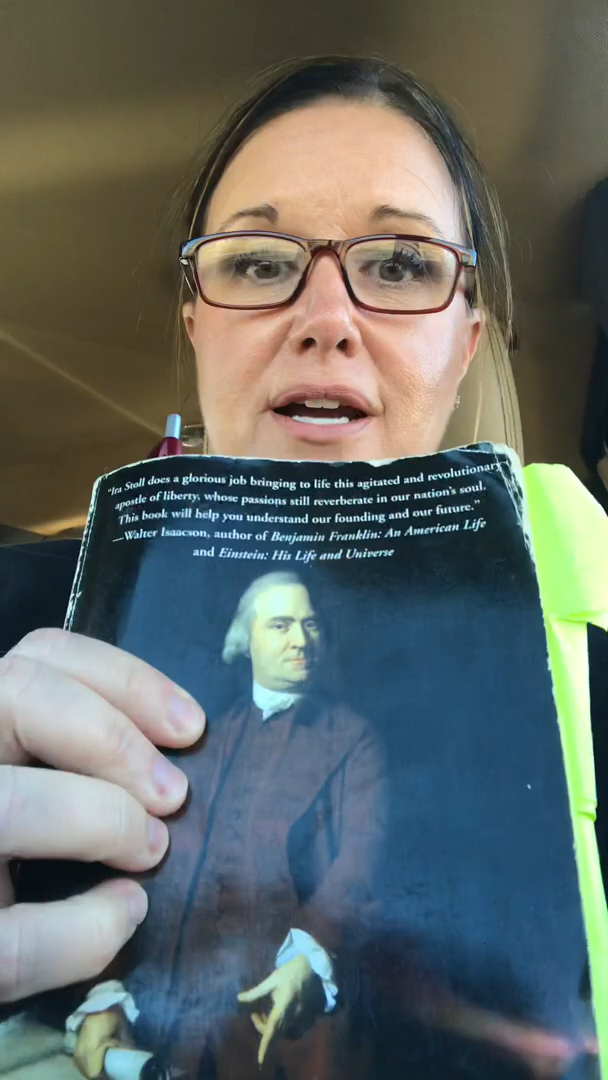 "Ira Stoll does a glorious job bringing to life this agitated and revolutionary
apostle of liberty, whose passions still reverberate in our nation's soul.
This book will help you understand our founding and our future."
—Walter Isaacson, author of Benjamin Franklin: An American Life
and Einstein: His Life and Universe